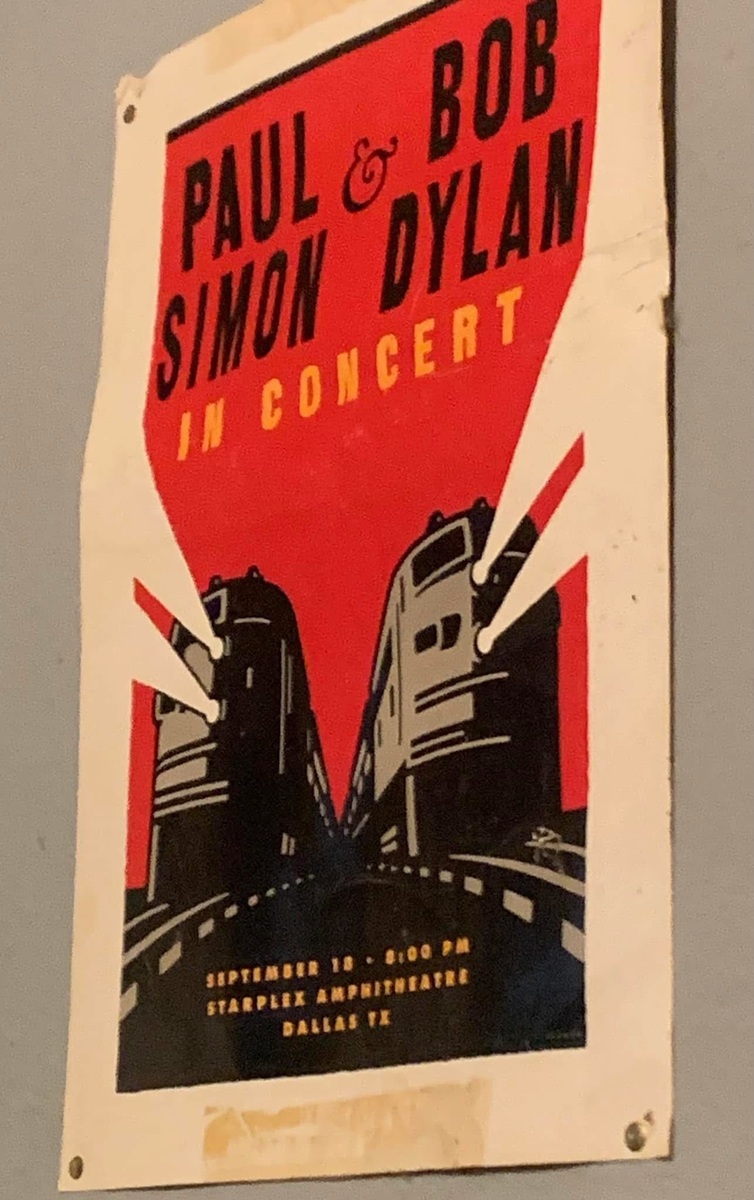 PAUL & BOB
SIMON DYLAN
IN CONCERT
SEPTEMBER 18 - 8:00 PM
STARPLEX AMPHITHEATRE
DALLAS TX